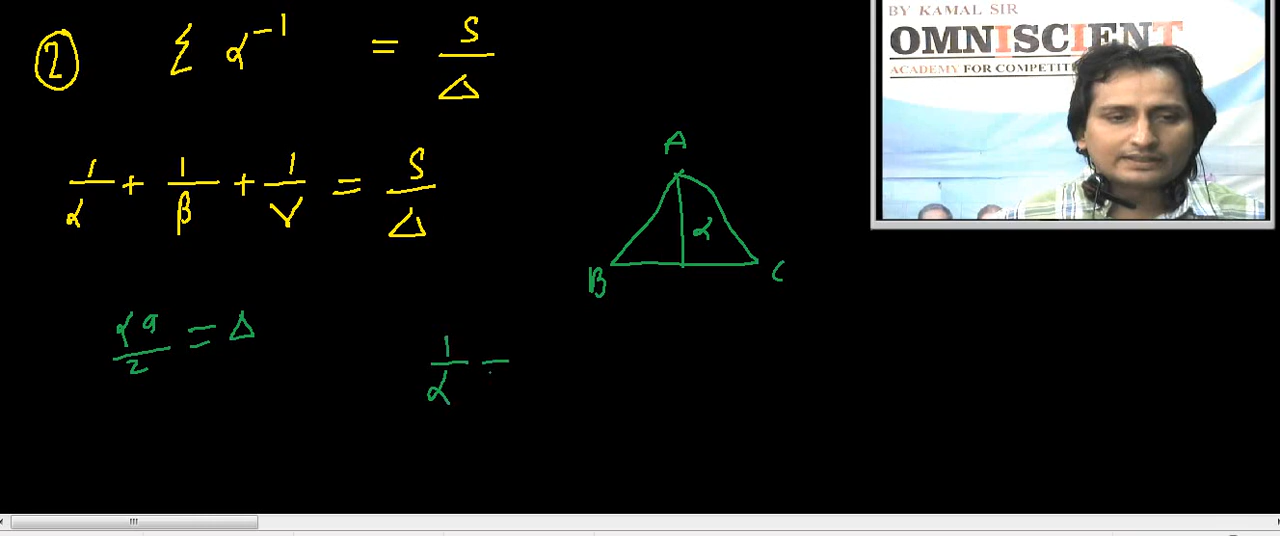 BY KAMAL SIR
OMNISCIENT
ACADEMY FOR COMPETITI
② Σ α⁻¹ = S/Δ
1/α + 1/β + 1/γ = S/Δ
A
α
B C
αa/2 = Δ
1/α =